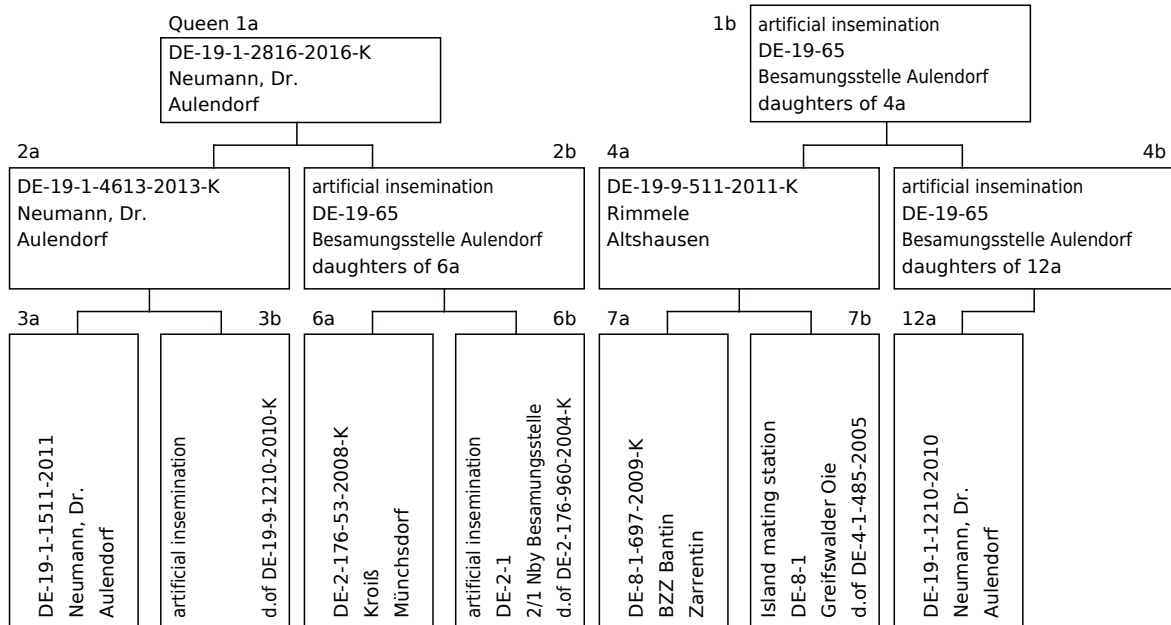 Queen 1a
DE-19-1-2816-2016-K
Neumann, Dr.
Aulendorf
1b
artificial insemination
DE-19-65
Besamungsstelle Aulendorf
daughters of 4a
2a
DE-19-1-4613-2013-K
Neumann, Dr.
Aulendorf
2b
artificial insemination
DE-19-65
Besamungsstelle Aulendorf
daughters of 6a
4a
DE-19-9-511-2011-K
Rimmele
Altshausen
4b
artificial insemination
DE-19-65
Besamungsstelle Aulendorf
daughters of 12a
3a
DE-19-1-1511-2011
Neumann, Dr.
Aulendorf
3b
artificial insemination
d.of DE-19-9-1210-2010-K
6a
DE-2-176-53-2008-K
Kroiß
Münchsdorf
6b
artificial insemination
DE-2-1
2/1 Nby Besamungsstelle
d.of DE-2-176-960-2004-K
7a
DE-8-1-697-2009-K
BZZ Bantin
Zarrentin
7b
Island mating station
DE-8-1
Greifswalder Oie
d.of DE-4-1-485-2005
12a
DE-19-1-1210-2010
Neumann, Dr.
Aulendorf